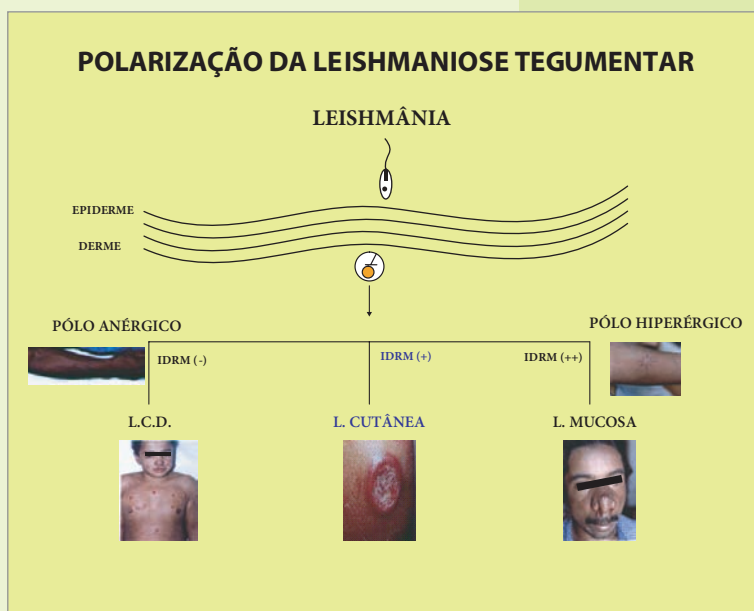 POLARIZAÇÃO DA LEISHMANIOSE TEGUMENTAR
LEISHMÂNIA
EPIDERME
DERME
PÓLO ANÉRGICO
PÓLO HIPERÉRGICO
IDRM (-)
IDRM (+)
IDRM (++)
L.C.D.
L. CUTÂNEA
L. MUCOSA